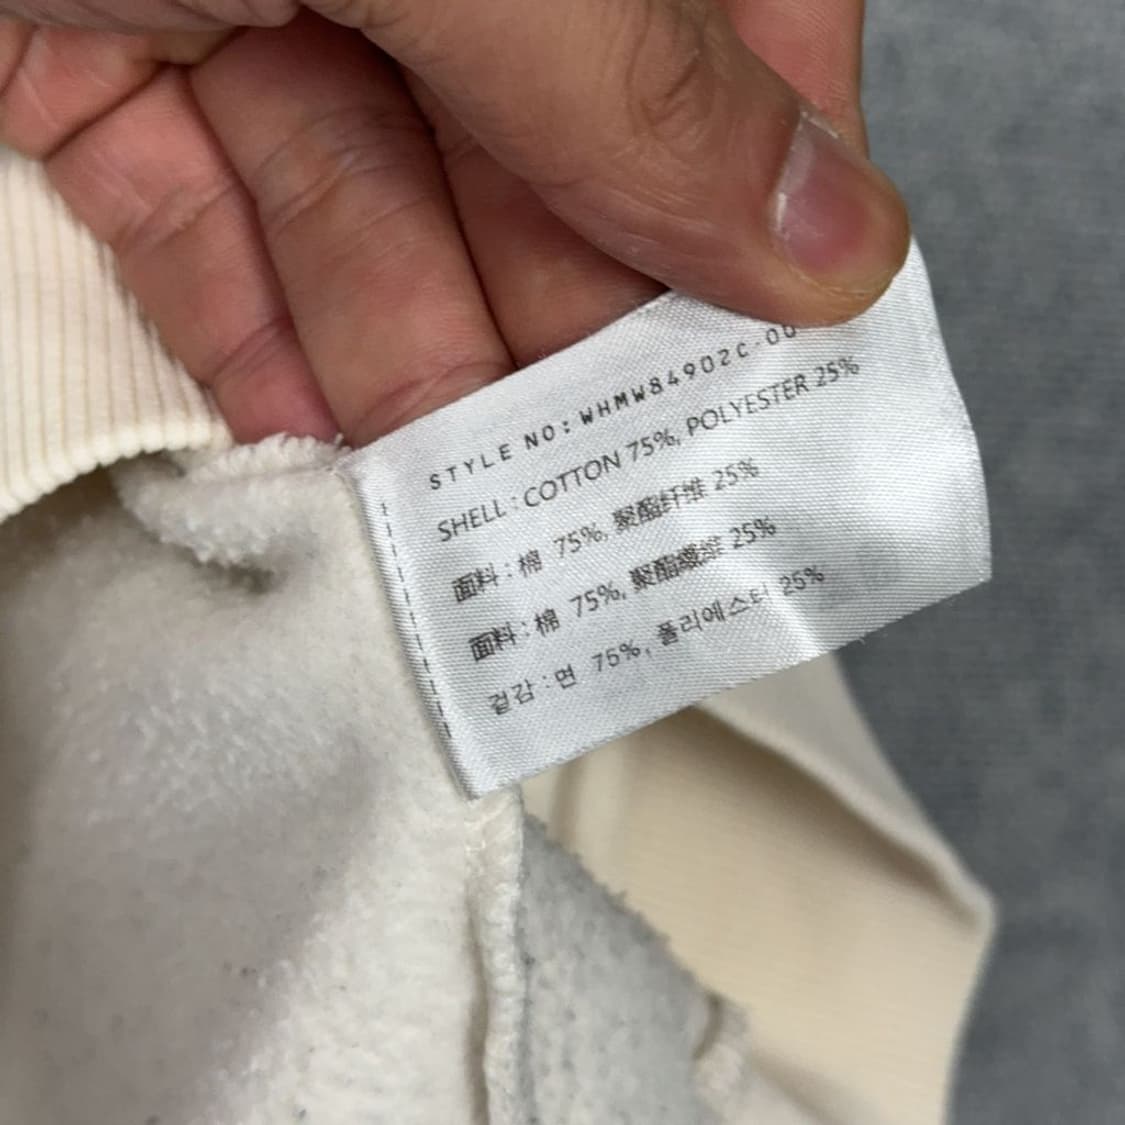 STYLE NO: WHMW84902C-00
SHELL : COTTON 75%, POLYESTER 25%
面料 : 棉 75%, 聚酯纤维 25%
面料 : 棉 75%, 聚酯纖維 25%
겉감 : 면 75%, 폴리에스터 25%